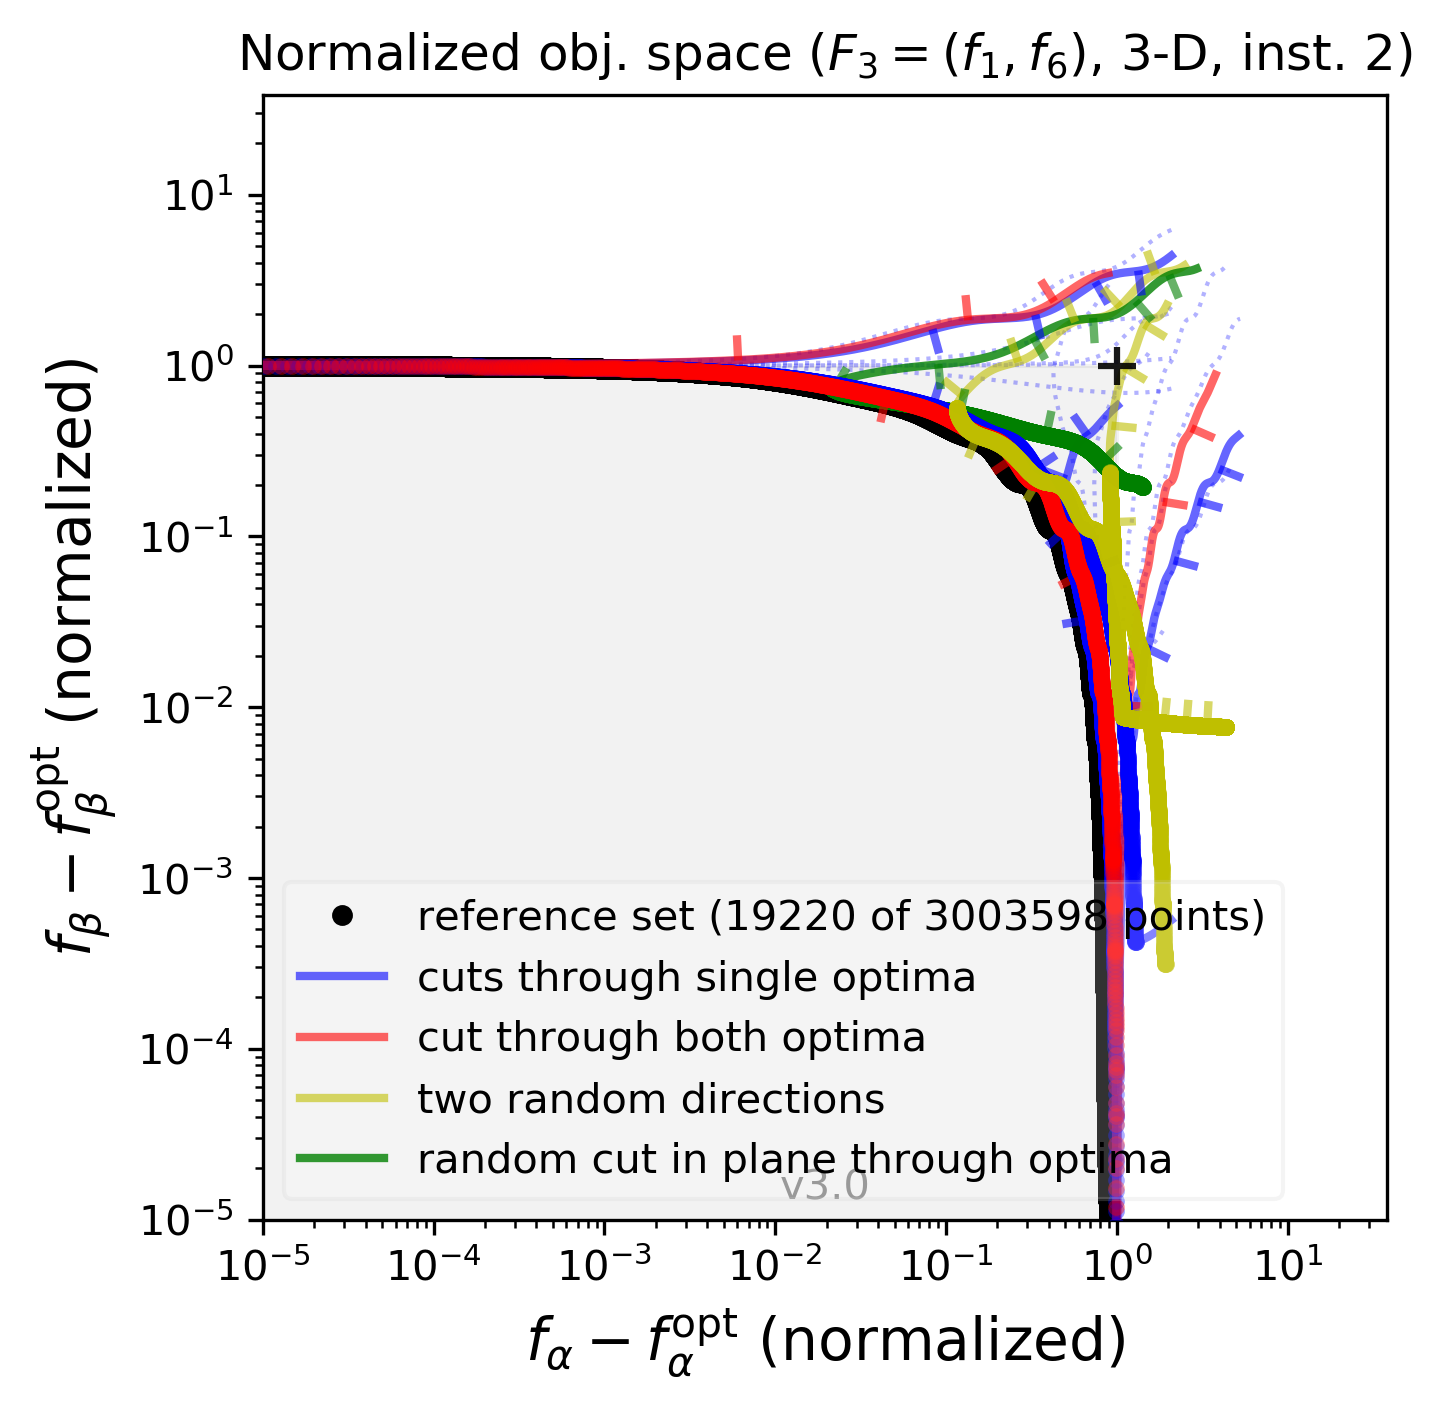 Normalized obj. space (F₃ = (f₁, f₆), 3-D, inst. 2)
10¹
10⁰
10⁻¹
10⁻²
10⁻³
10⁻⁴
10⁻⁵
f_β − f_β^opt (normalized)
reference set (19220 of 3003598 points)
cuts through single optima
cut through both optima
two random directions
random cut in plane through optima
v3.0
10⁻⁵ 10⁻⁴ 10⁻³ 10⁻² 10⁻¹ 10⁰ 10¹
f_α − f_α^opt (normalized)